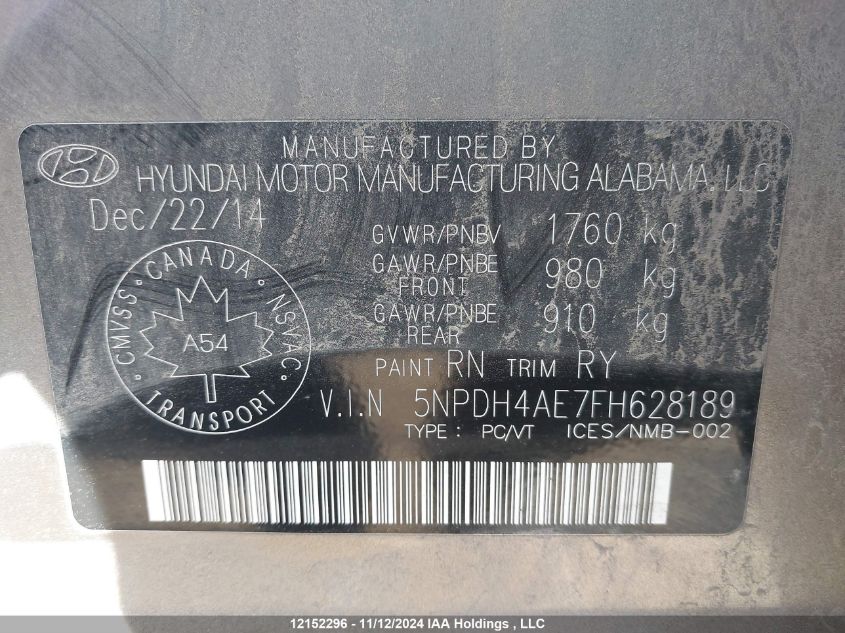 MANUFACTURED BY
HYUNDAI MOTOR MANUFACTURING ALABAMA, LLC
Dec/22/14
GVWR/PNBV 1760 kg
GAWR/PNBE FRONT 980 kg
GAWR/PNBE REAR 910 kg
CANADA
CMVSS NSVAC
A54
TRANSPORT
PAINT RN TRIM RY
V.I.N 5NPDH4AE7FH628189
TYPE : PC/VT ICES/NMB-002
12152296 - 11/12/2024 IAA Holdings , LLC